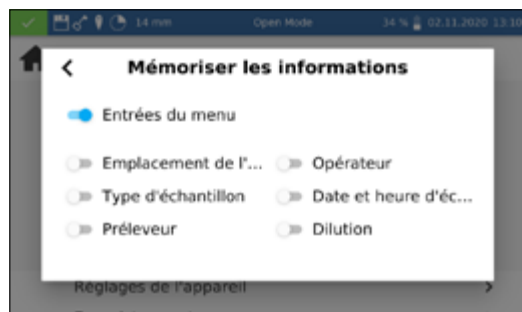 14 mm Open Mode 34 % 02.11.2020 13:10
Mémoriser les informations
Entrées du menu
Emplacement de l'... Opérateur
Type d'échantillon Date et heure d'éc...
Préleveur Dilution
Réglages de l'appareil